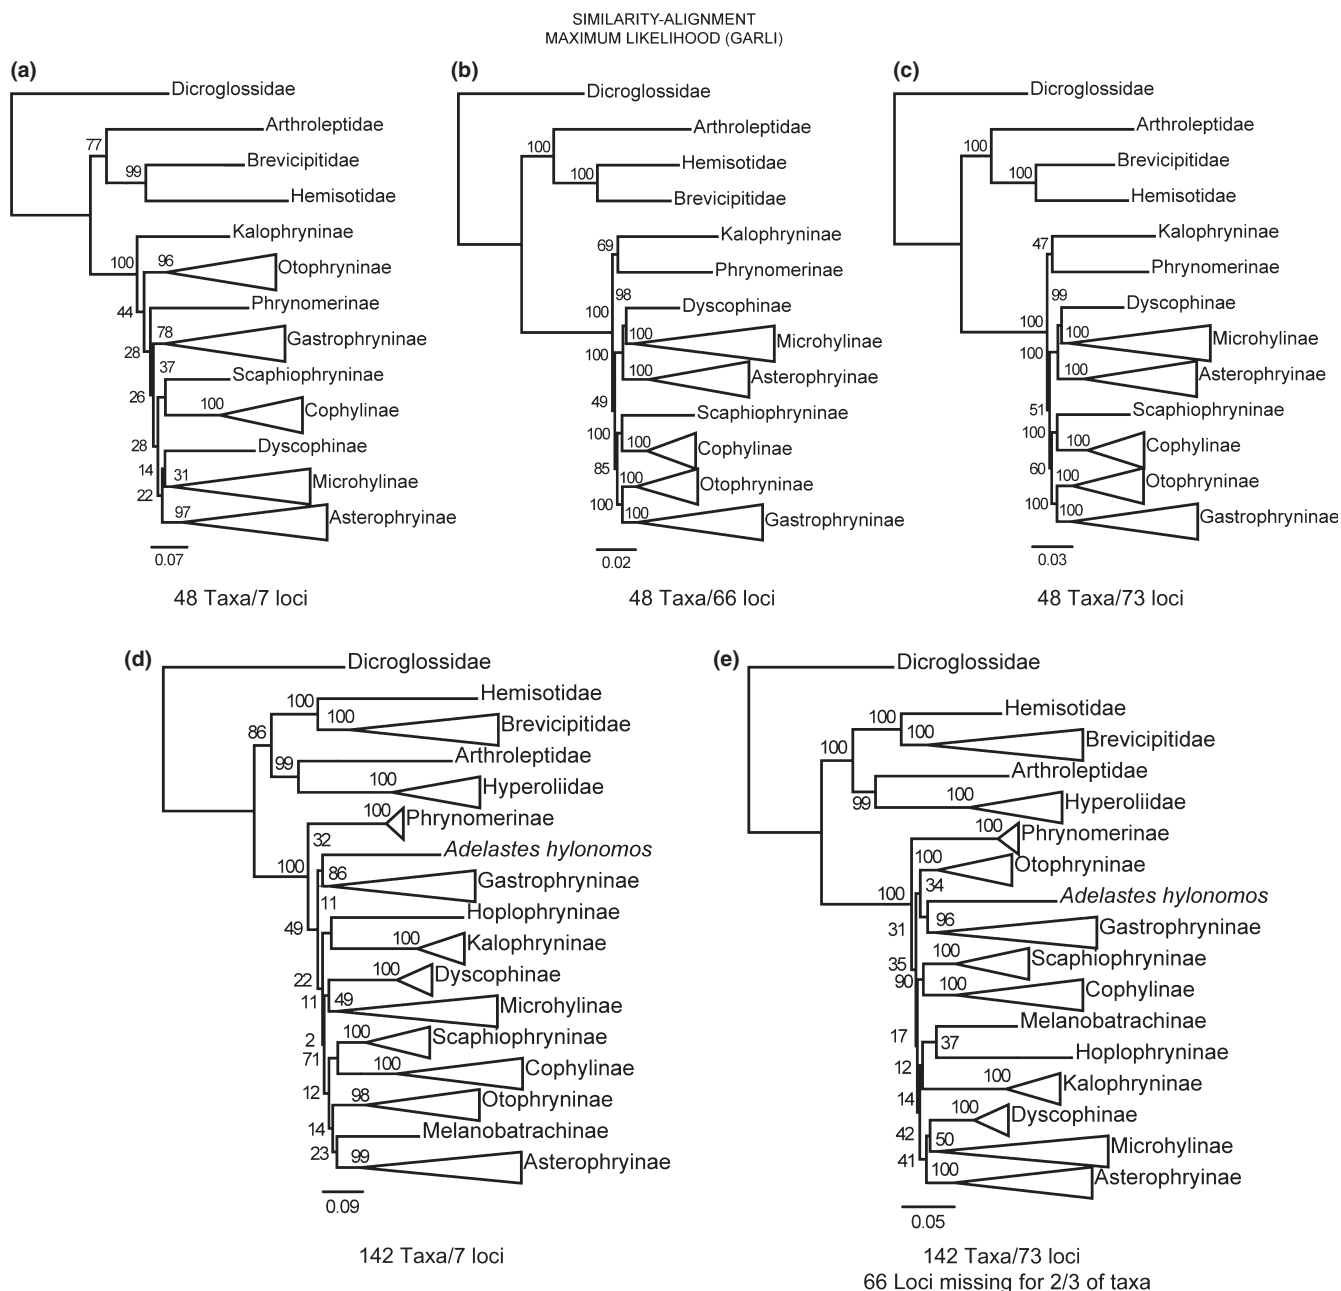 SIMILARITY-ALIGNMENT
MAXIMUM LIKELIHOOD (GARLI)
(a)
Dicroglossidae
77
Arthroleptidae
99
Brevicipitidae
Hemisotidae
100
Kalophryninae
96
Otophryninae
44
Phrynomerinae
78
Gastrophryninae
28
37
Scaphiophryninae
26
100
Cophylinae
28
Dyscophinae
14
31
Microhylinae
22
97
Asterophryinae
0.07
48 Taxa/7 loci
(b)
Dicroglossidae
100
Arthroleptidae
100
Hemisotidae
Brevicipitidae
69
Kalophryninae
Phrynomerinae
98
100
Dyscophinae
100
Microhylinae
100
100
Asterophryinae
49
Scaphiophryninae
100
100
Cophylinae
85
100
Otophryninae
100
100
Gastrophryninae
0.02
48 Taxa/66 loci
(c)
Dicroglossidae
100
Arthroleptidae
100
Brevicipitidae
Hemisotidae
47
Kalophryninae
Phrynomerinae
99
100
Dyscophinae
100
Microhylinae
100
100
Asterophryinae
51
Scaphiophryninae
100
100
Cophylinae
60
100
Otophryninae
100
100
Gastrophryninae
0.03
48 Taxa/73 loci
(d)
Dicroglossidae
100
Hemisotidae
100
Brevicipitidae
86
99
Arthroleptidae
100
Hyperoliidae
100
Phrynomerinae
32
Adelastes hylonomos
100
86
Gastrophryninae
11
Hoplophryninae
49
100
Kalophryninae
22
100
Dyscophinae
11
49
Microhylinae
2
100
Scaphiophryninae
71
100
Cophylinae
12
98
Otophryninae
14
Melanobatrachinae
23
99
Asterophryinae
0.09
142 Taxa/7 loci
(e)
Dicroglossidae
100
Hemisotidae
100
Brevicipitidae
100
Arthroleptidae
99
100
Hyperoliidae
100
Phrynomerinae
100
Otophryninae
34
100
Adelastes hylonomos
96
Gastrophryninae
31
100
Scaphiophryninae
35
90
100
Cophylinae
Melanobatrachinae
17
37
Hoplophryninae
12
100
Kalophryninae
14
100
Dyscophinae
42
50
Microhylinae
41
100
Asterophryinae
0.05
142 Taxa/73 loci
66 Loci missing for 2/3 of taxa